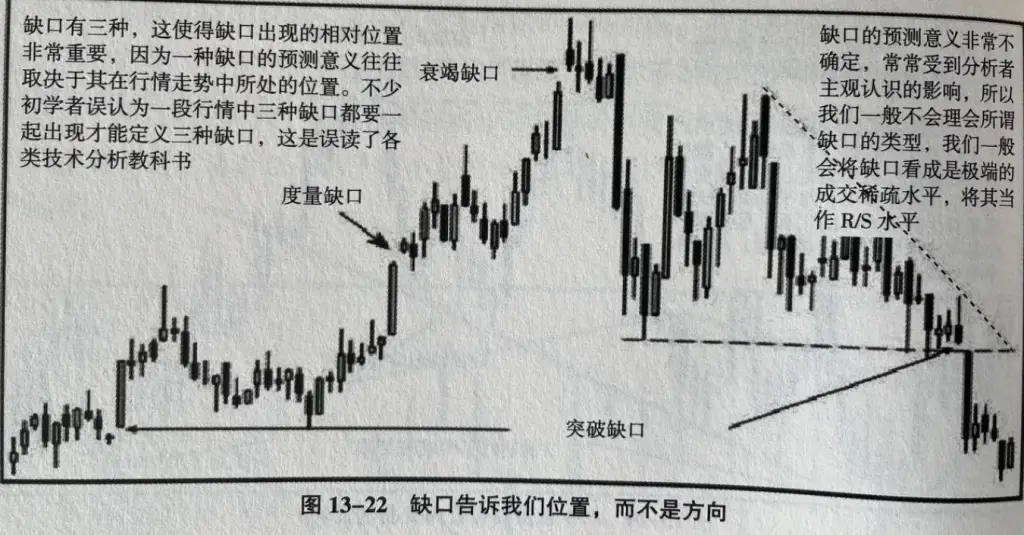 缺口有三种，这使得缺口出现的相对位置
非常重要，因为一种缺口的预测意义往往
取决于其在行情走势中所处的位置。不少
初学者误认为一段行情中三种缺口都要一
起出现才能定义三种缺口，这是误读了各
类技术分析教科书
衰竭缺口
度量缺口
缺口的预测意义非常不
确定，常常受到分析者
主观认识的影响，所以
我们一般不会理会所谓
缺口的类型，我们一般
会将缺口看成是极端的
成交稀疏水平，将其当
作 R/S 水平
突破缺口
图 13-22 缺口告诉我们位置，而不是方向